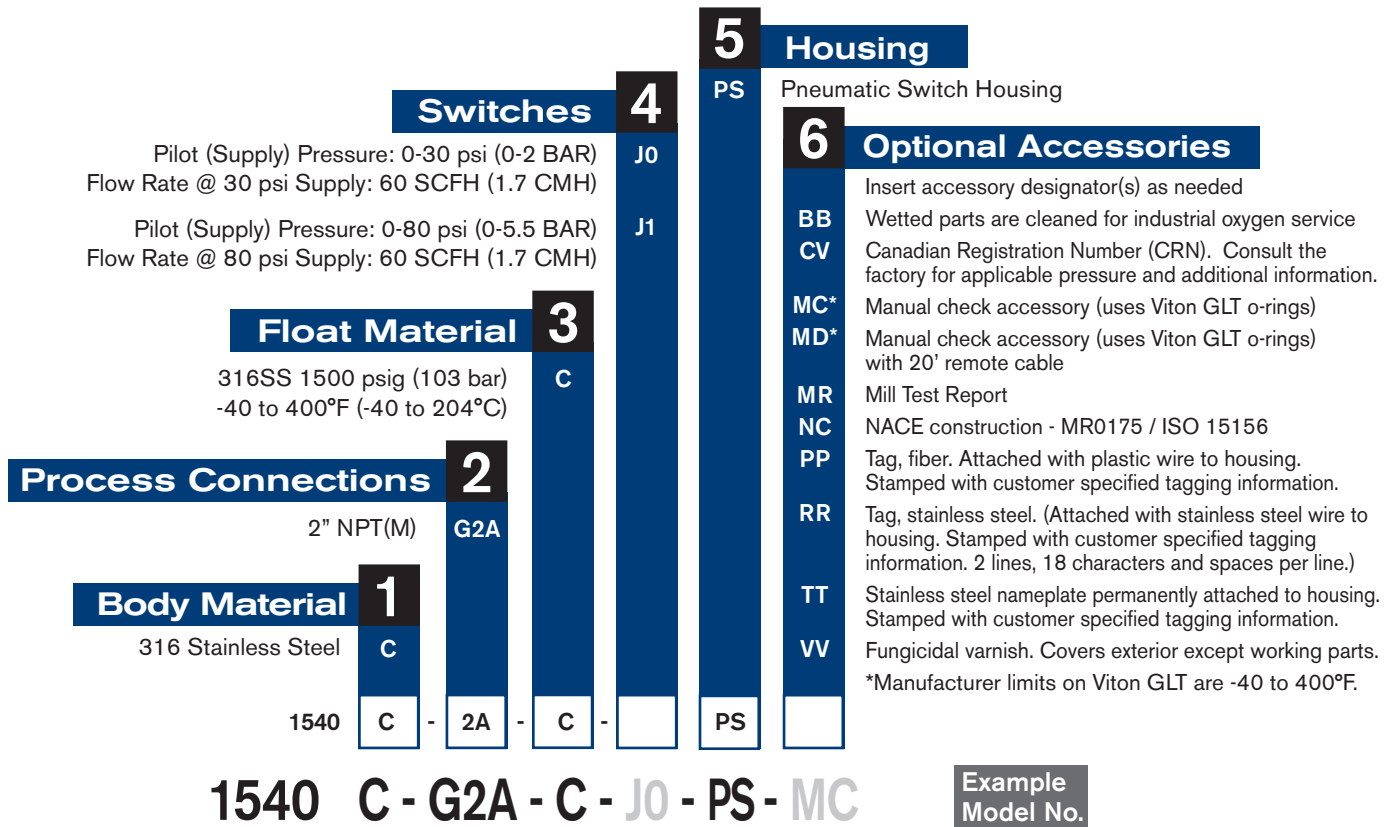 5 Housing
PS Pneumatic Switch Housing
4 Switches
Pilot (Supply) Pressure: 0-30 psi (0-2 BAR) J0
Flow Rate @ 30 psi Supply: 60 SCFH (1.7 CMH)
Pilot (Supply) Pressure: 0-80 psi (0-5.5 BAR) J1
Flow Rate @ 80 psi Supply: 60 SCFH (1.7 CMH)
6 Optional Accessories
Insert accessory designator(s) as needed
BB Wetted parts are cleaned for industrial oxygen service
CV Canadian Registration Number (CRN). Consult the
factory for applicable pressure and additional information.
MC* Manual check accessory (uses Viton GLT o-rings)
MD* Manual check accessory (uses Viton GLT o-rings)
with 20’ remote cable
MR Mill Test Report
NC NACE construction - MR0175 / ISO 15156
PP Tag, fiber. Attached with plastic wire to housing.
Stamped with customer specified tagging information.
RR Tag, stainless steel. (Attached with stainless steel wire to
housing. Stamped with customer specified tagging
information. 2 lines, 18 characters and spaces per line.)
TT Stainless steel nameplate permanently attached to housing.
Stamped with customer specified tagging information.
VV Fungicidal varnish. Covers exterior except working parts.
*Manufacturer limits on Viton GLT are -40 to 400°F.
Float Material 3
316SS 1500 psig (103 bar) C
-40 to 400°F (-40 to 204°C)
Process Connections 2
2” NPT(M) G2A
Body Material 1
316 Stainless Steel C
1540 C - 2A - C - PS
1540 C - G2A - C - J0 - PS - MC
Example
Model No.